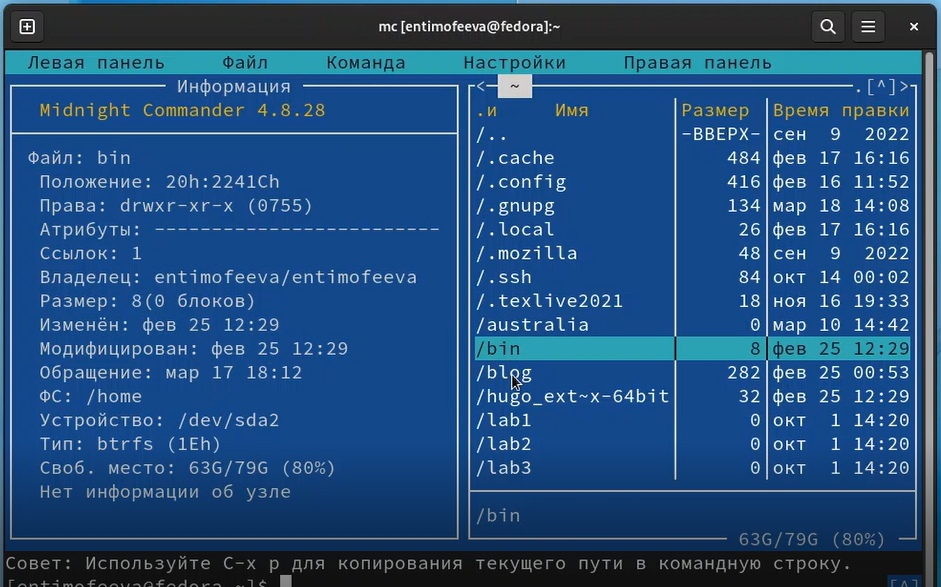 mc [entimofeeva@fedora]:~
Левая панель Файл Команда Настройки Правая панель
Информация
Midnight Commander 4.8.28
Файл: bin
Положение: 20h:2241Ch
Права: drwxr-xr-x (0755)
Атрибуты: -------------------------
Ссылок: 1
Владелец: entimofeeva/entimofeeva
Размер: 8(0 блоков)
Изменён: фев 25 12:29
Модифицирован: фев 25 12:29
Обращение: мар 17 18:12
ФС: /home
Устройство: /dev/sda2
Тип: btrfs (1Eh)
Своб. место: 63G/79G (80%)
Нет информации об узле
<- ~ .[^]>
.и Имя Размер Время правки
/.. -ВВЕРХ- сен 9 2022
/.cache 484 фев 17 16:16
/.config 416 фев 16 11:52
/.gnupg 134 мар 18 14:08
/.local 26 фев 17 16:16
/.mozilla 48 сен 9 2022
/.ssh 84 окт 14 00:02
/.texlive2021 18 ноя 16 19:33
/australia 0 мар 10 14:42
/bin 8 фев 25 12:29
/blog 282 фев 25 00:53
/hugo_ext~x-64bit 32 фев 25 12:29
/lab1 0 окт 1 14:20
/lab2 0 окт 1 14:20
/lab3 0 окт 1 14:20
/bin
63G/79G (80%)
Совет: Используйте C-x p для копирования текущего пути в командную строку.
[entimofeeva@fedora ~]$ [^]